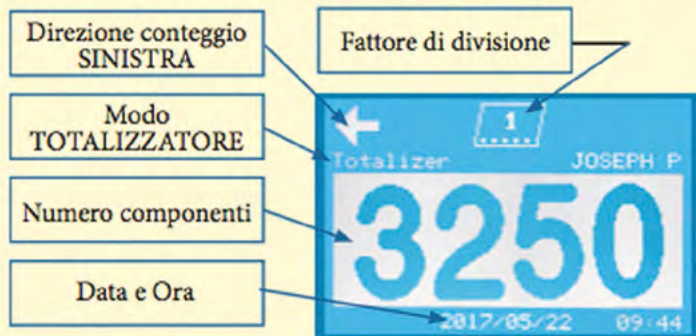 Direzione conteggio
SINISTRA
Fattore di divisione
Modo
TOTALIZZATORE
Numero componenti
Data e Ora
1
Totalizer JOSEPH P
3250
2017/05/22 09:44